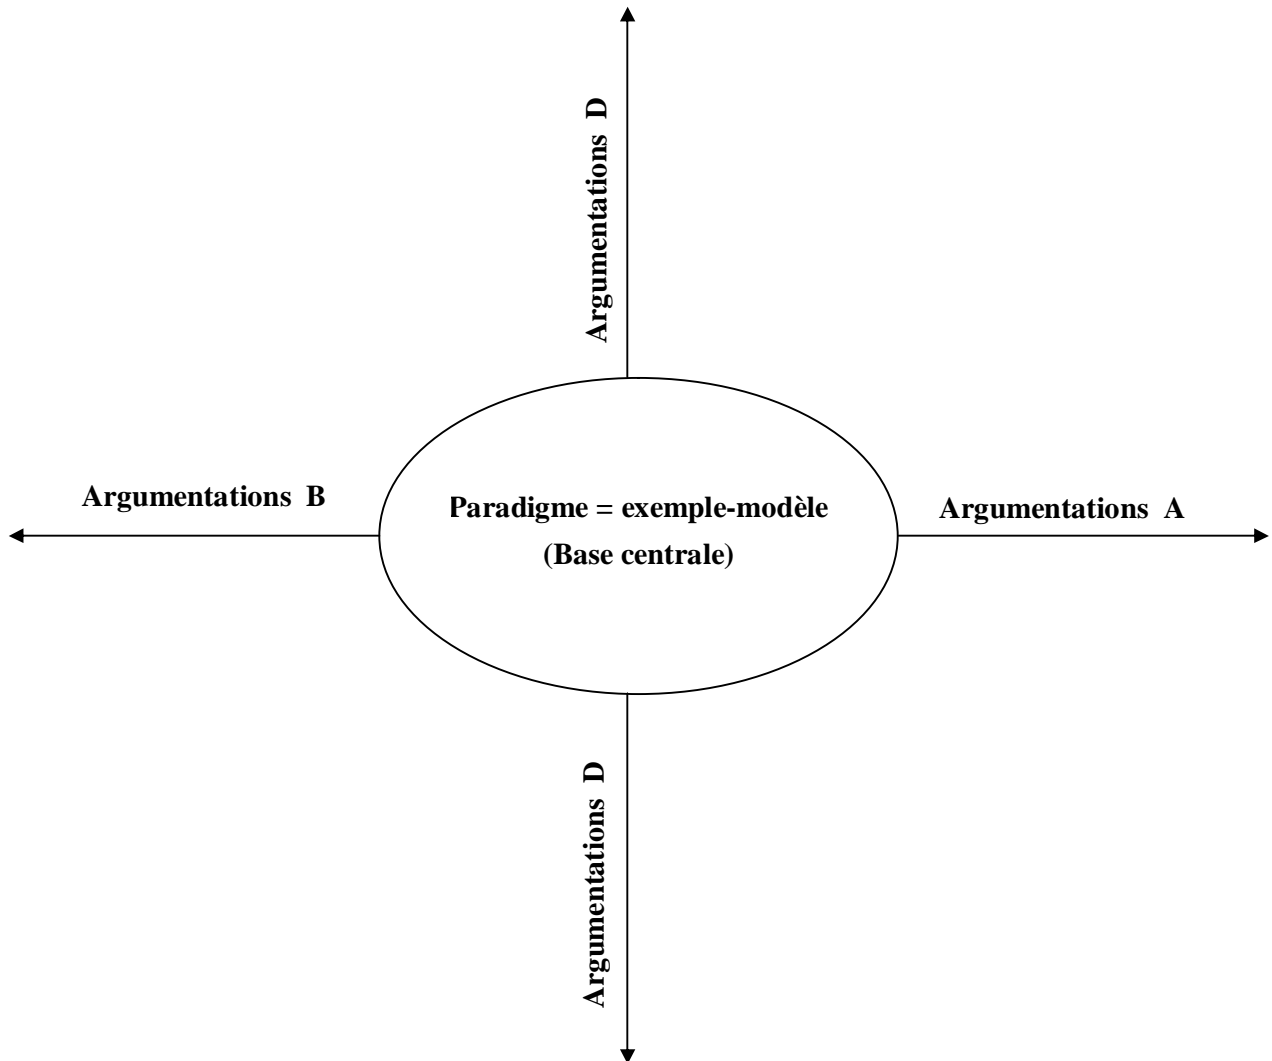 Argumentations D
Argumentations B
Paradigme = exemple-modèle
(Base centrale)
Argumentations A
Argumentations D